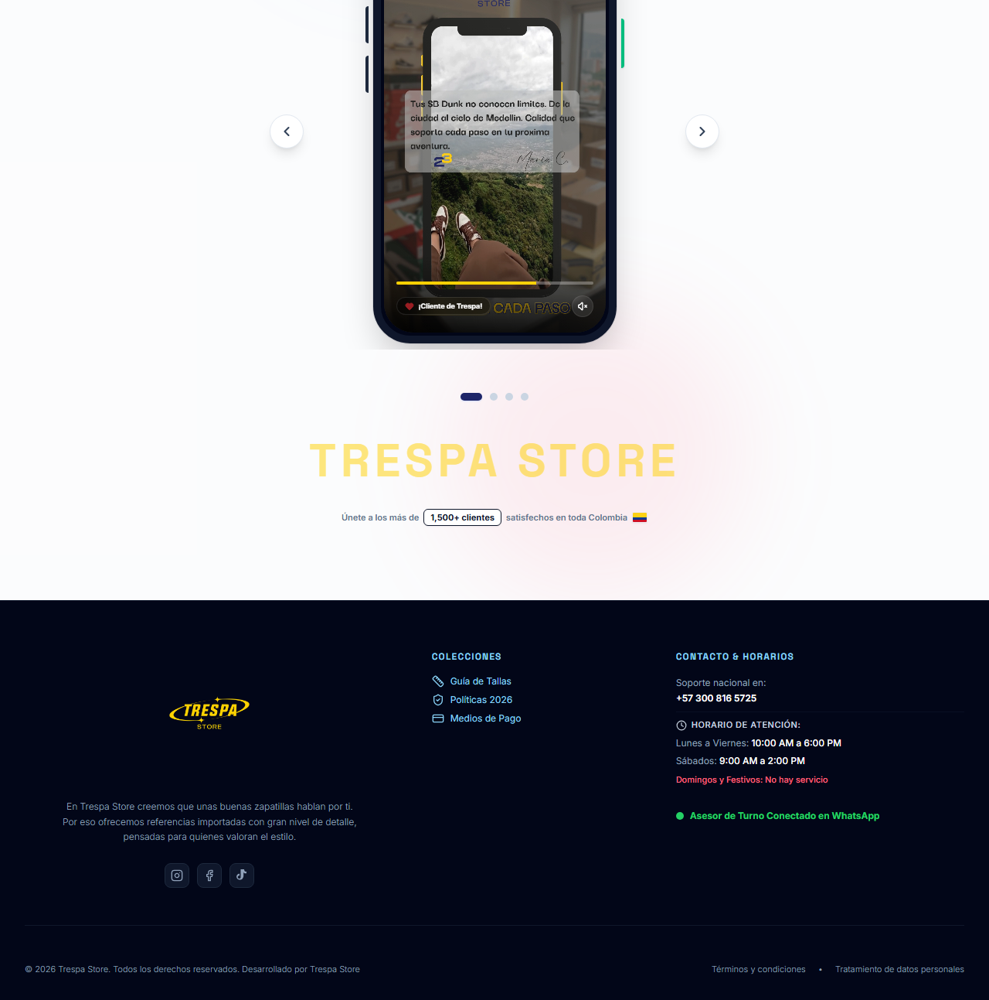 STORE
Tus SB Dunk no conocen limites. De la
ciudad al cielo de Medellin. Calidad que
soporta cada paso en tu proxima
aventura.
23
Maria C.
¡Cliente de Trespa!
CADA PASO
TRESPA STORE
Únete a los más de 1,500+ clientes satisfechos en toda Colombia
TRESPA
STORE
En Trespa Store creemos que unas buenas zapatillas hablan por ti.
Por eso ofrecemos referencias importadas con gran nivel de detalle,
pensadas para quienes valoran el estilo.
COLECCIONES
Guía de Tallas
Políticas 2026
Medios de Pago
CONTACTO & HORARIOS
Soporte nacional en:
+57 300 816 5725
HORARIO DE ATENCIÓN:
Lunes a Viernes: 10:00 AM a 6:00 PM
Sábados: 9:00 AM a 2:00 PM
Domingos y Festivos: No hay servicio
Asesor de Turno Conectado en WhatsApp
© 2026 Trespa Store. Todos los derechos reservados. Desarrollado por Trespa Store
Términos y condiciones • Tratamiento de datos personales